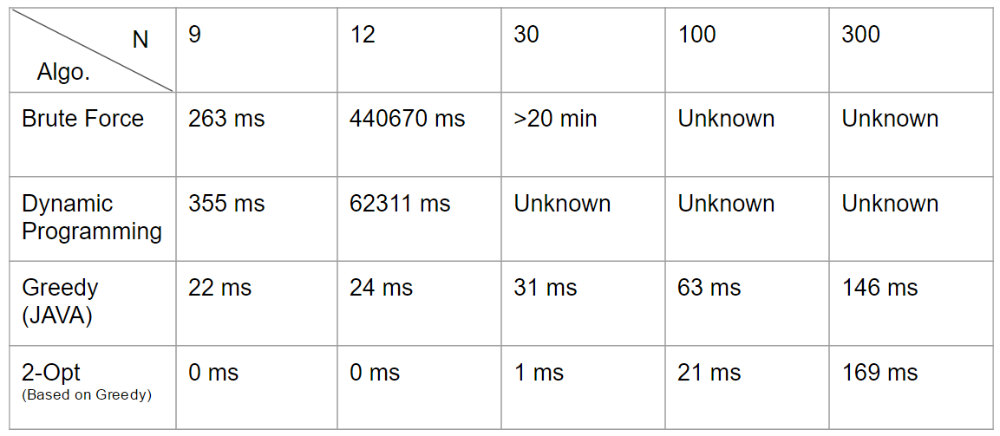 N 9 12 30 100 300
Algo.
Brute Force 263 ms 440670 ms >20 min Unknown Unknown
Dynamic 355 ms 62311 ms Unknown Unknown Unknown
Programming
Greedy 22 ms 24 ms 31 ms 63 ms 146 ms
(JAVA)
2-Opt 0 ms 0 ms 1 ms 21 ms 169 ms
(Based on Greedy)